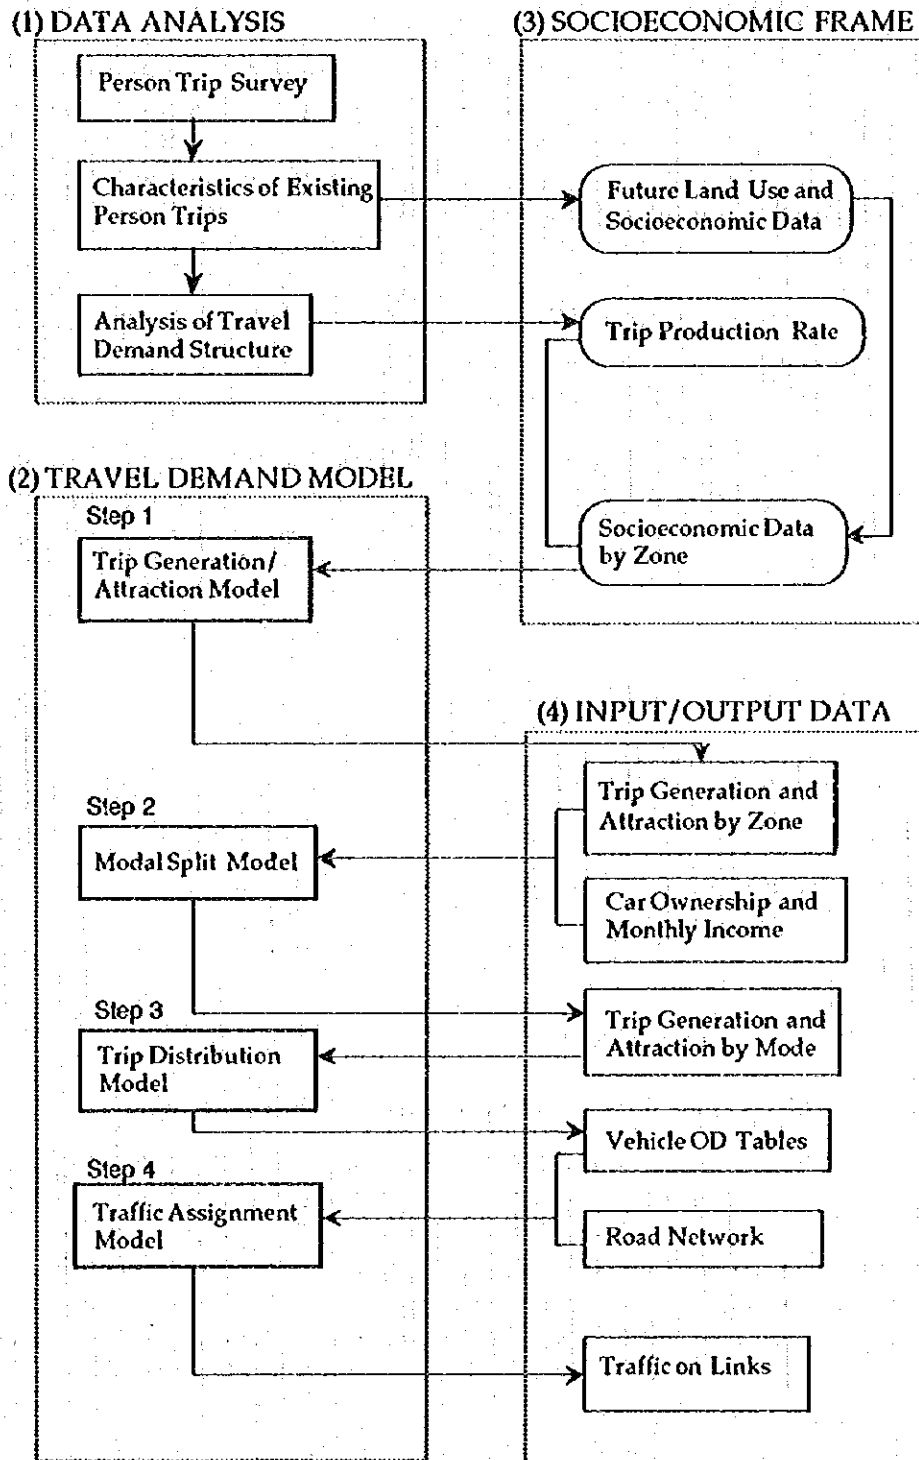 (1) DATA ANALYSIS
Person Trip Survey
Characteristics of Existing
Person Trips
Analysis of Travel
Demand Structure
(3) SOCIOECONOMIC FRAME
Future Land Use and
Socioeconomic Data
Trip Production Rate
Socioeconomic Data
by Zone
(2) TRAVEL DEMAND MODEL
Step 1
Trip Generation/
Attraction Model
Step 2
Modal Split Model
Step 3
Trip Distribution
Model
Step 4
Traffic Assignment
Model
(4) INPUT/OUTPUT DATA
Trip Generation and
Attraction by Zone
Car Ownership and
Monthly Income
Trip Generation and
Attraction by Mode
Vehicle OD Tables
Road Network
Traffic on Links